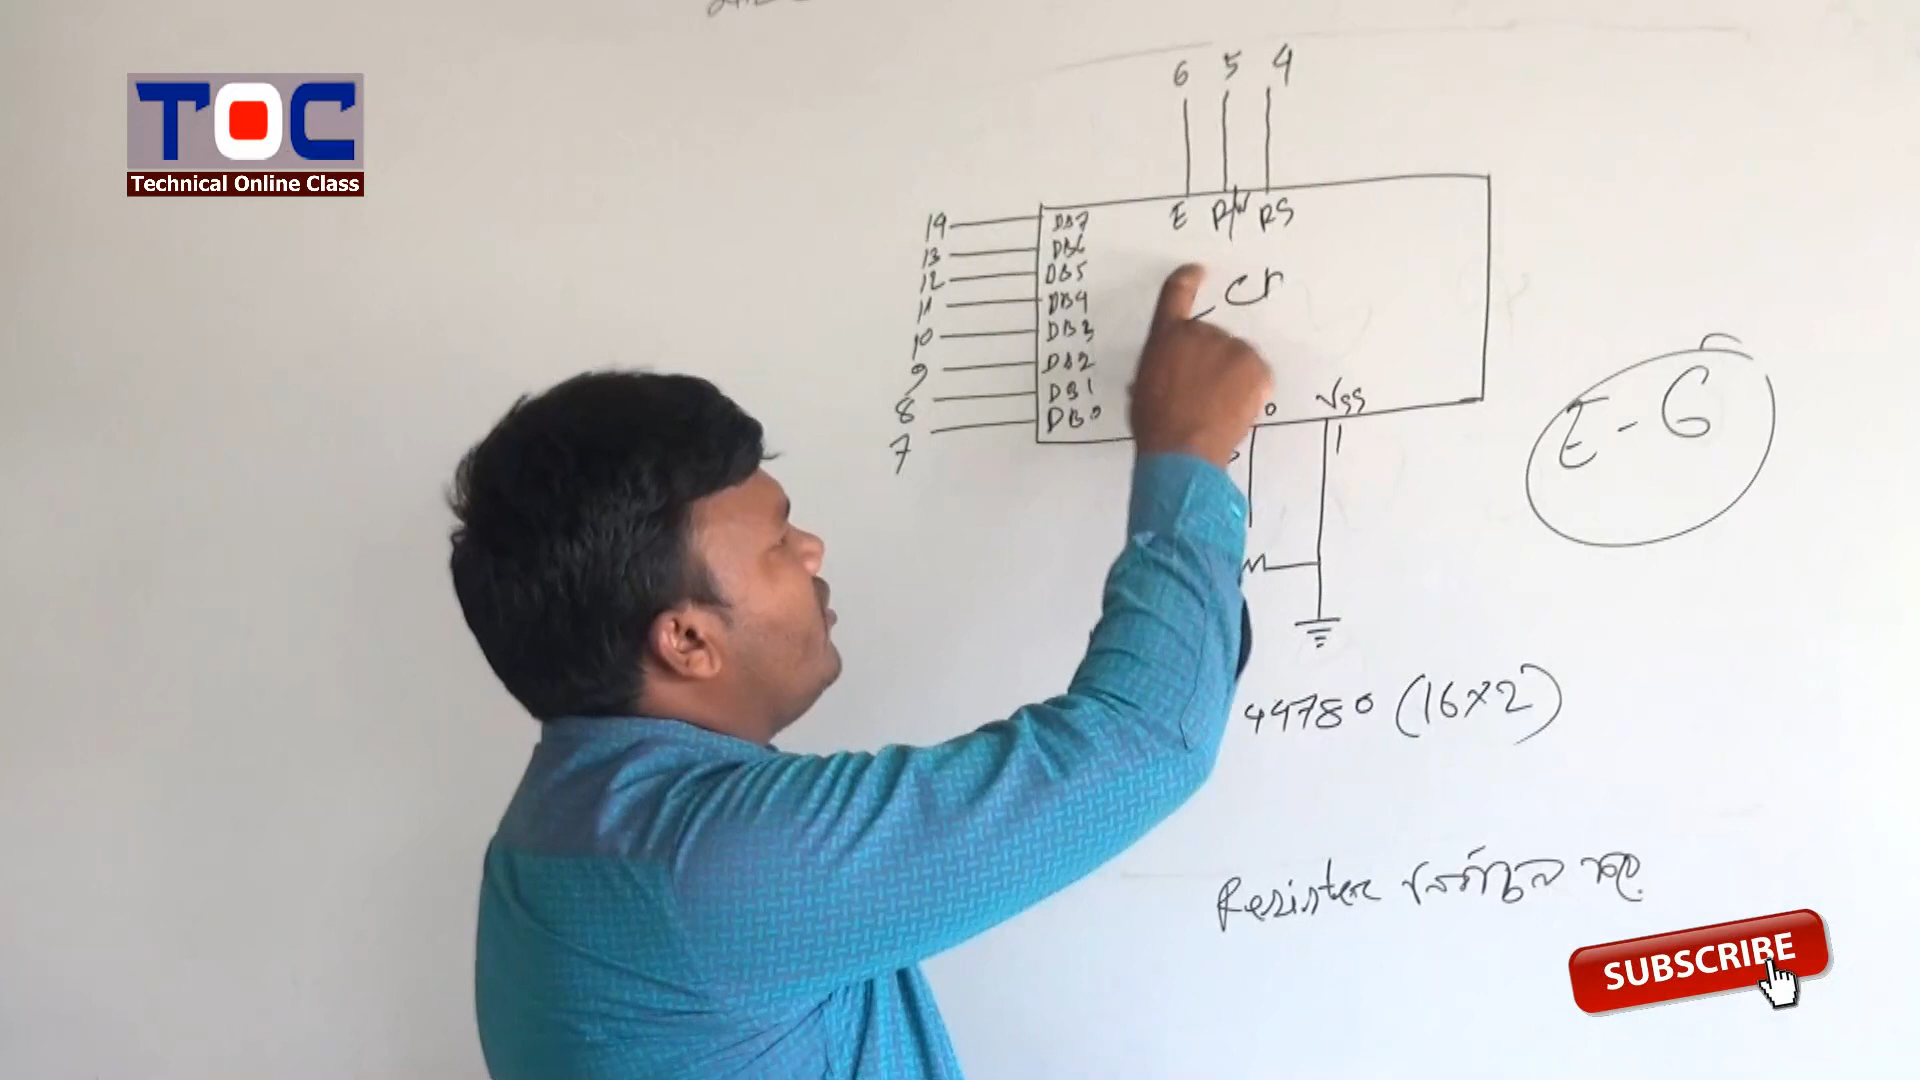 TOC
Technical Online Class
6 5 4
E R/W RS
19 DB7
13 DB6
12 DB5
11 DB4
10 DB3
9 DB2
8 DB1
7 DB0
Vss
1
E - 6
44780 (16×2)
SUBSCRIBE